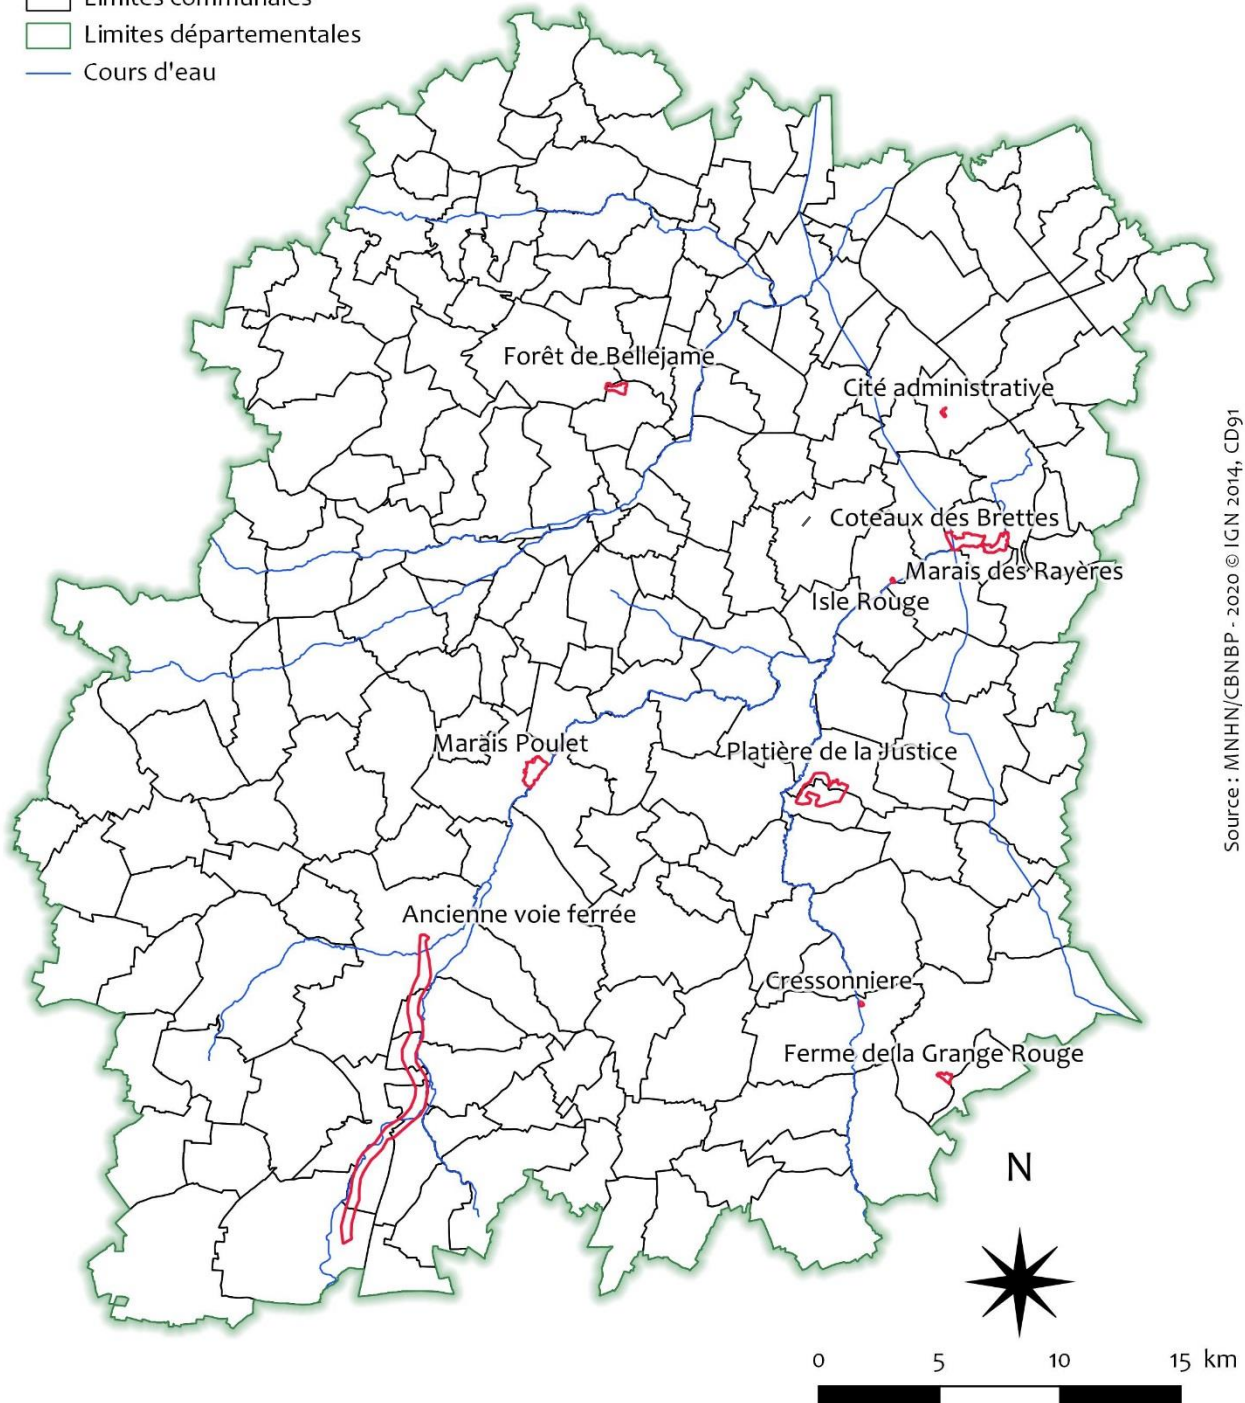 Limites communales
Limites départementales
Cours d'eau
Forêt de Bellejame
Cité administrative
Coteaux des Brettes
Marais des Rayères
Isle Rouge
Marais Poulet
Platière de la Justice
Ancienne voie ferrée
Cressonniere
Ferme de la Grange Rouge
N
0 5 10 15 km
Source : MNHN/CBNBP - 2020 © IGN 2014, CD91